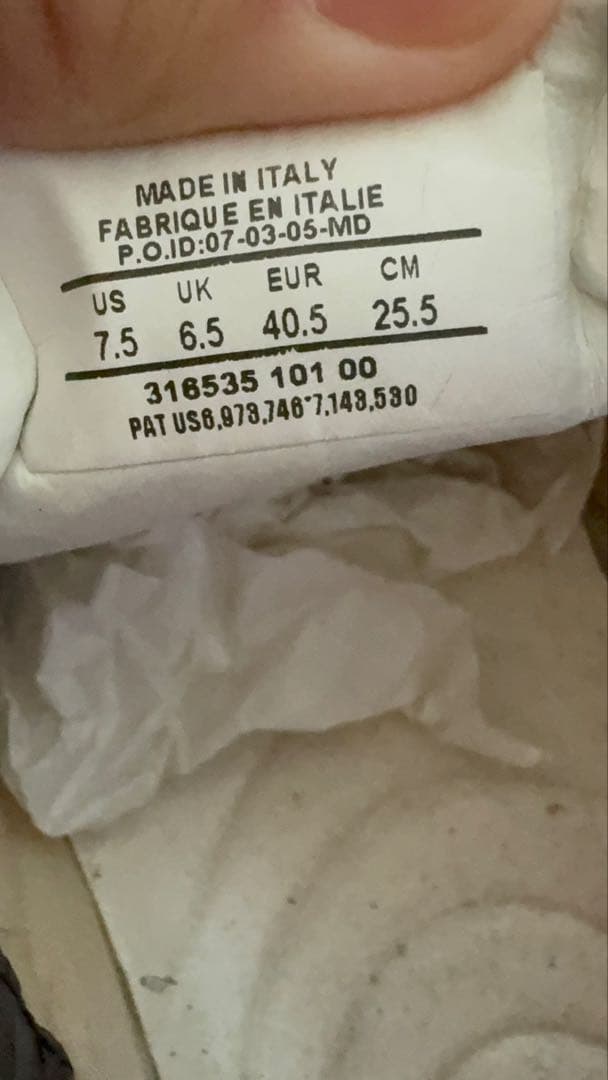 MADE IN ITALY
FABRIQUE EN ITALIE
P.O.ID:07-03-05-MD
US UK EUR CM
7.5 6.5 40.5 25.5
316535 101 00
PAT US6,973,746*7,143,530